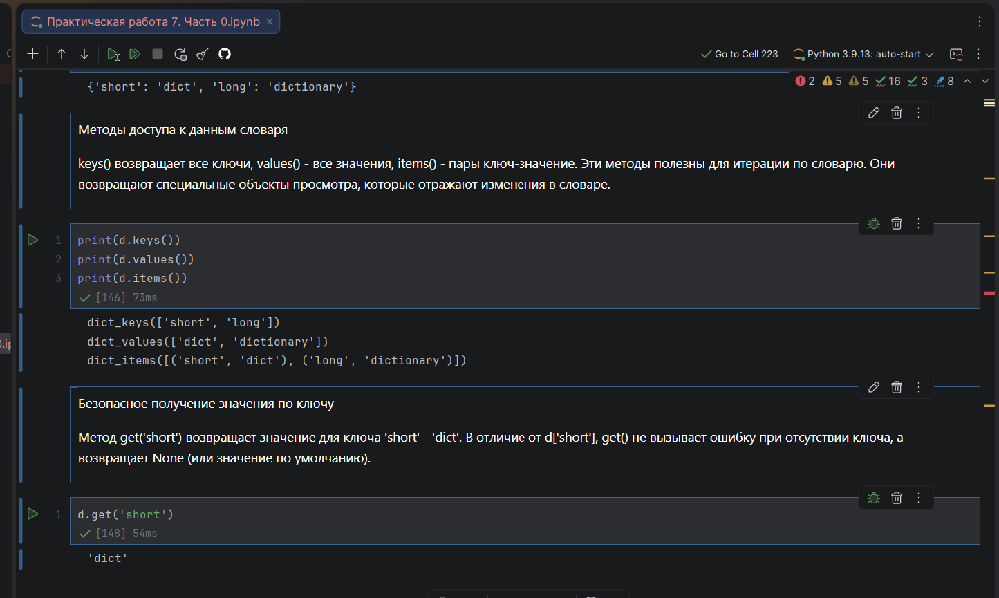 Практическая работа 7. Часть 0.ipynb
Go to Cell 223
Python 3.9.13: auto-start
{'short': 'dict', 'long': 'dictionary'}
2 5 5 16 3 8
Методы доступа к данным словаря
keys() возвращает все ключи, values() - все значения, items() - пары ключ-значение. Эти методы полезны для итерации по словарю. Они
возвращают специальные объекты просмотра, которые отражают изменения в словаре.
1 print(d.keys())
2 print(d.values())
3 print(d.items())
[146] 73ms
dict_keys(['short', 'long'])
dict_values(['dict', 'dictionary'])
dict_items([('short', 'dict'), ('long', 'dictionary')])
Безопасное получение значения по ключу
Метод get('short') возвращает значение для ключа 'short' - 'dict'. В отличие от d['short'], get() не вызывает ошибку при отсутствии ключа, а
возвращает None (или значение по умолчанию).
1 d.get('short')
[148] 54ms
'dict'